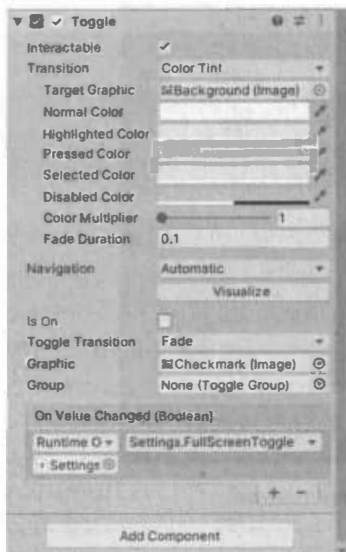 Toggle
Interactable
Transition Color Tint
Target Graphic Background (Image)
Normal Color
Highlighted Color
Pressed Color
Selected Color
Disabled Color
Color Multiplier 1
Fade Duration 0.1
Navigation Automatic
Visualize
Is On
Toggle Transition Fade
Graphic Checkmark (Image)
Group None (Toggle Group)
On Value Changed (Boolean)
Runtime O Settings.FullScreenToggle
Settings
+ −
Add Component